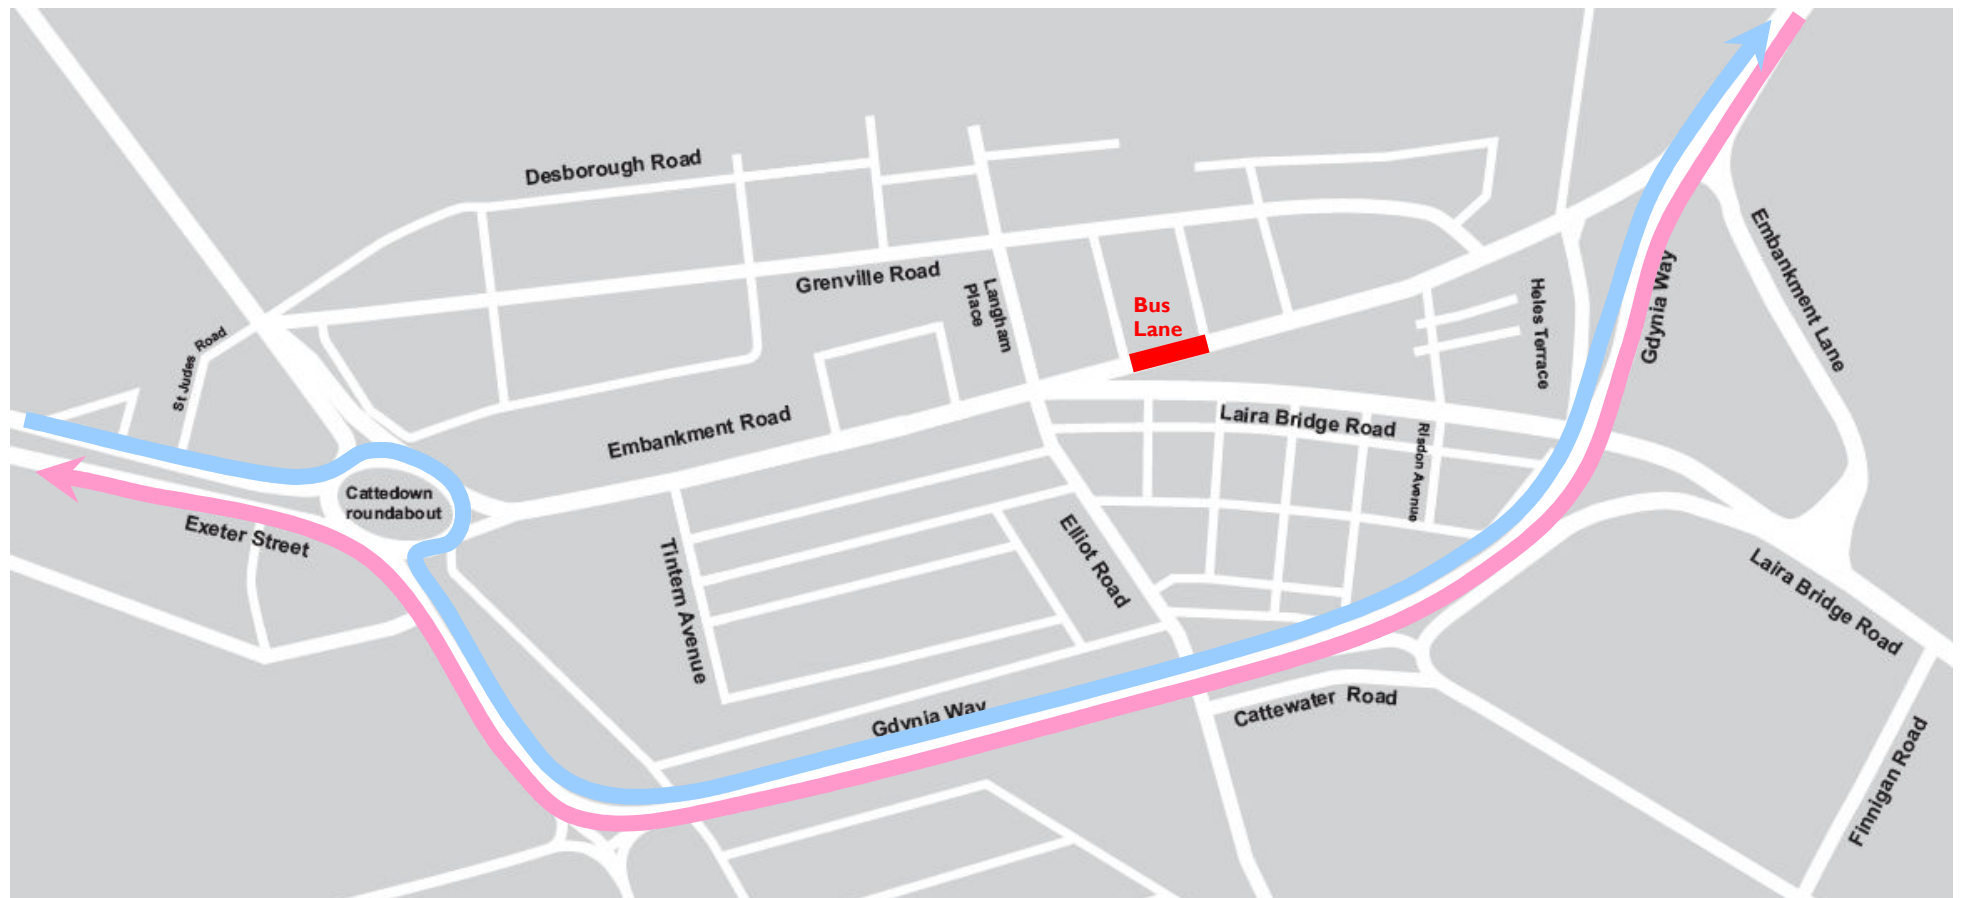 Desborough Road
Grenville Road
Langham
Place
Bus
Lane
Heles Terrace
Gdynia Way
Embankment Lane
St Judes Road
Embankment Road
Laira Bridge Road
Risdon Avenue
Cattedown
roundabout
Exeter Street
Tintern Avenue
Elliot Road
Laira Bridge Road
Gdynia Way
Cattewater Road
Finnigan Road